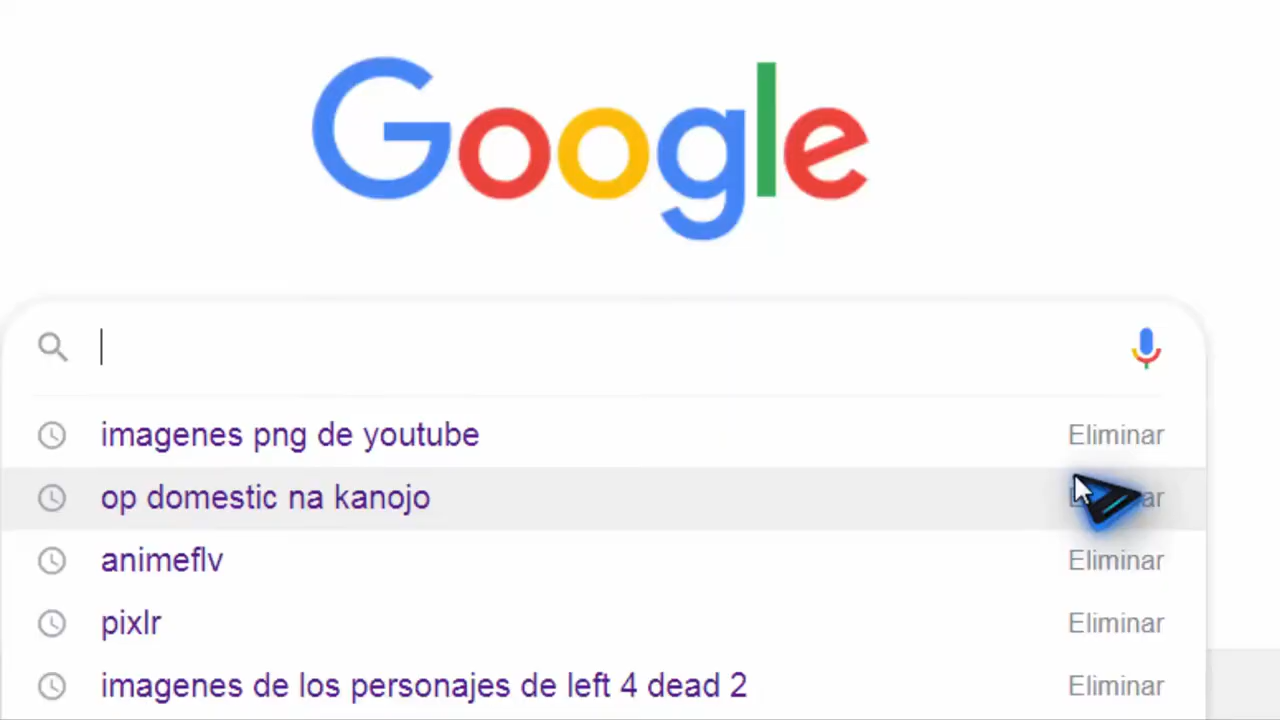 Google
imagenes png de youtube Eliminar
op domestic na kanojo
animeflv Eliminar
pixlr Eliminar
imagenes de los personajes de left 4 dead 2 Eliminar